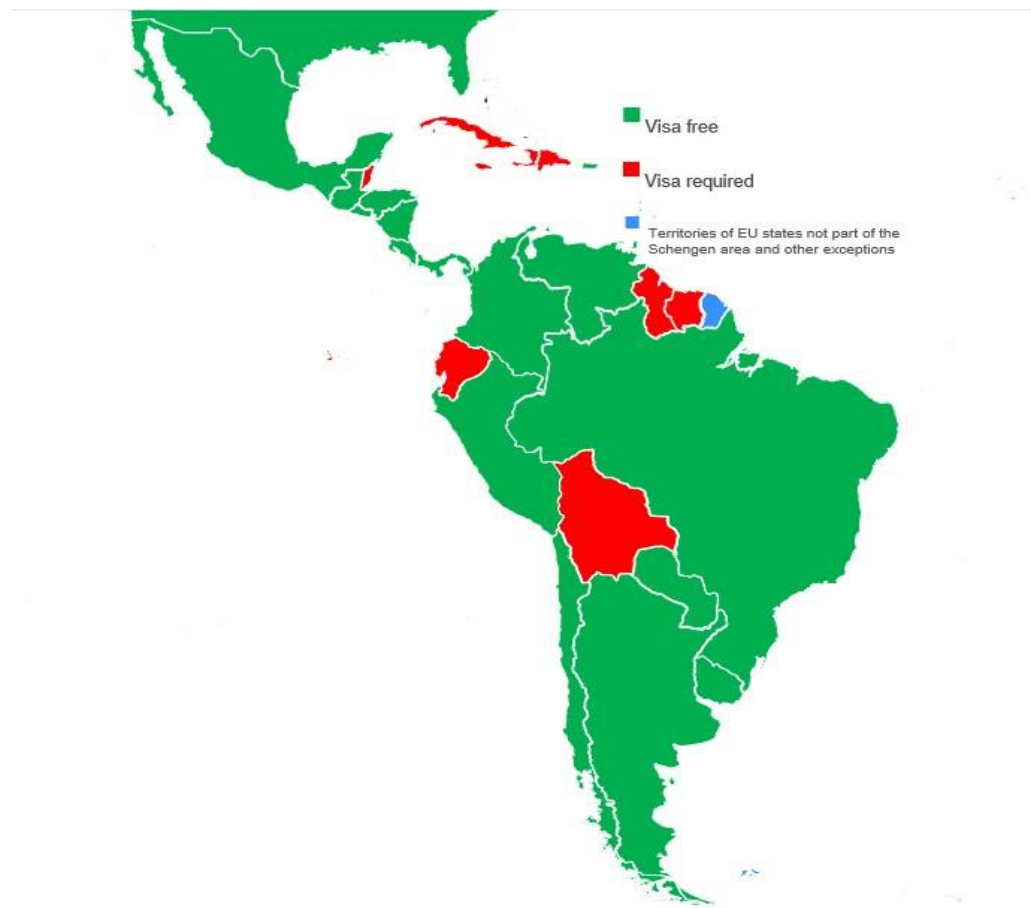 Visa free
Visa required
Territories of EU states not part of the
Schengen area and other exceptions